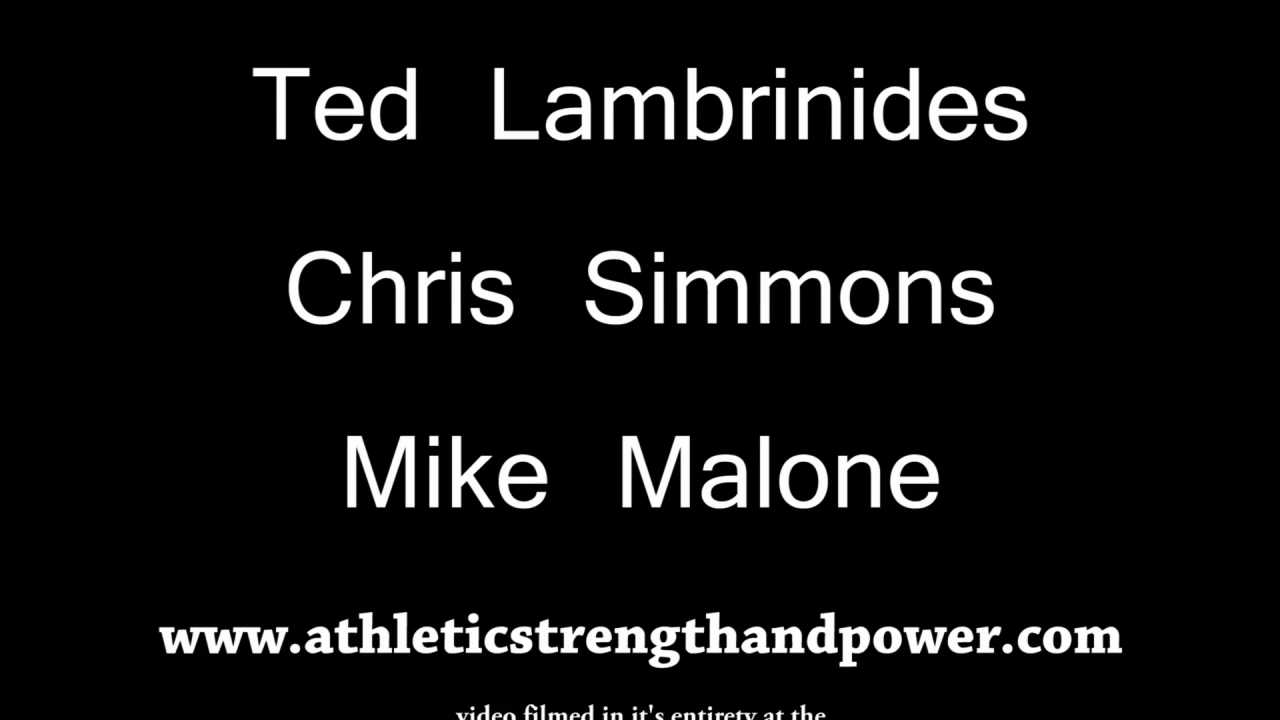 Ted Lambrinides
Chris Simmons
Mike Malone
www.athleticstrengthandpower.com
video filmed in it's entirety at the